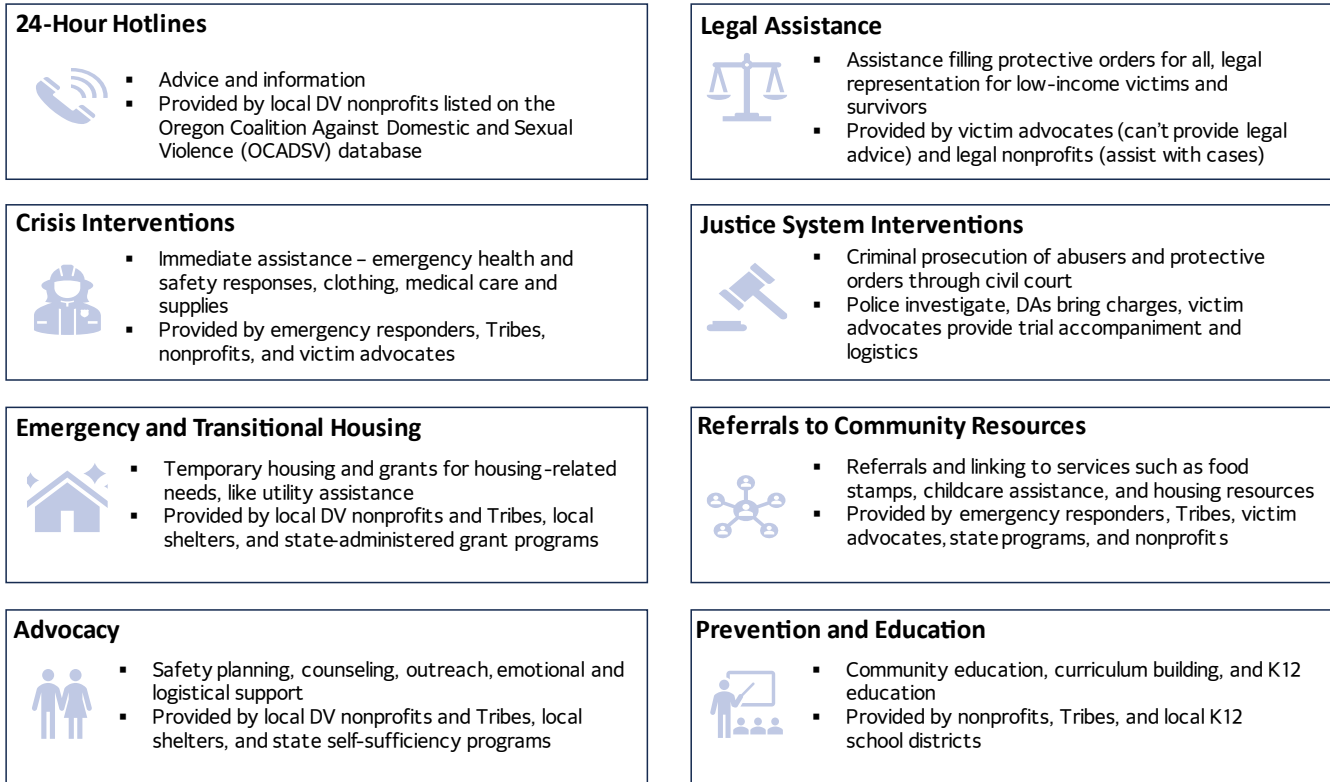 24-Hour Hotlines
▪ Advice and information
▪ Provided by local DV nonprofits listed on the
Oregon Coalition Against Domestic and Sexual
Violence (OCADSV) database
Legal Assistance
▪ Assistance filling protective orders for all, legal
representation for low-income victims and
survivors
▪ Provided by victim advocates (can't provide legal
advice) and legal nonprofits (assist with cases)
Crisis Interventions
▪ Immediate assistance – emergency health and
safety responses, clothing, medical care and
supplies
▪ Provided by emergency responders, Tribes,
nonprofits, and victim advocates
Justice System Interventions
▪ Criminal prosecution of abusers and protective
orders through civil court
▪ Police investigate, DAs bring charges, victim
advocates provide trial accompaniment and
logistics
Emergency and Transitional Housing
▪ Temporary housing and grants for housing-related
needs, like utility assistance
▪ Provided by local DV nonprofits and Tribes, local
shelters, and state-administered grant programs
Referrals to Community Resources
▪ Referrals and linking to services such as food
stamps, childcare assistance, and housing resources
▪ Provided by emergency responders, Tribes, victim
advocates, state programs, and nonprofits
Advocacy
▪ Safety planning, counseling, outreach, emotional and
logistical support
▪ Provided by local DV nonprofits and Tribes, local
shelters, and state self-sufficiency programs
Prevention and Education
▪ Community education, curriculum building, and K12
education
▪ Provided by nonprofits, Tribes, and local K12
school districts